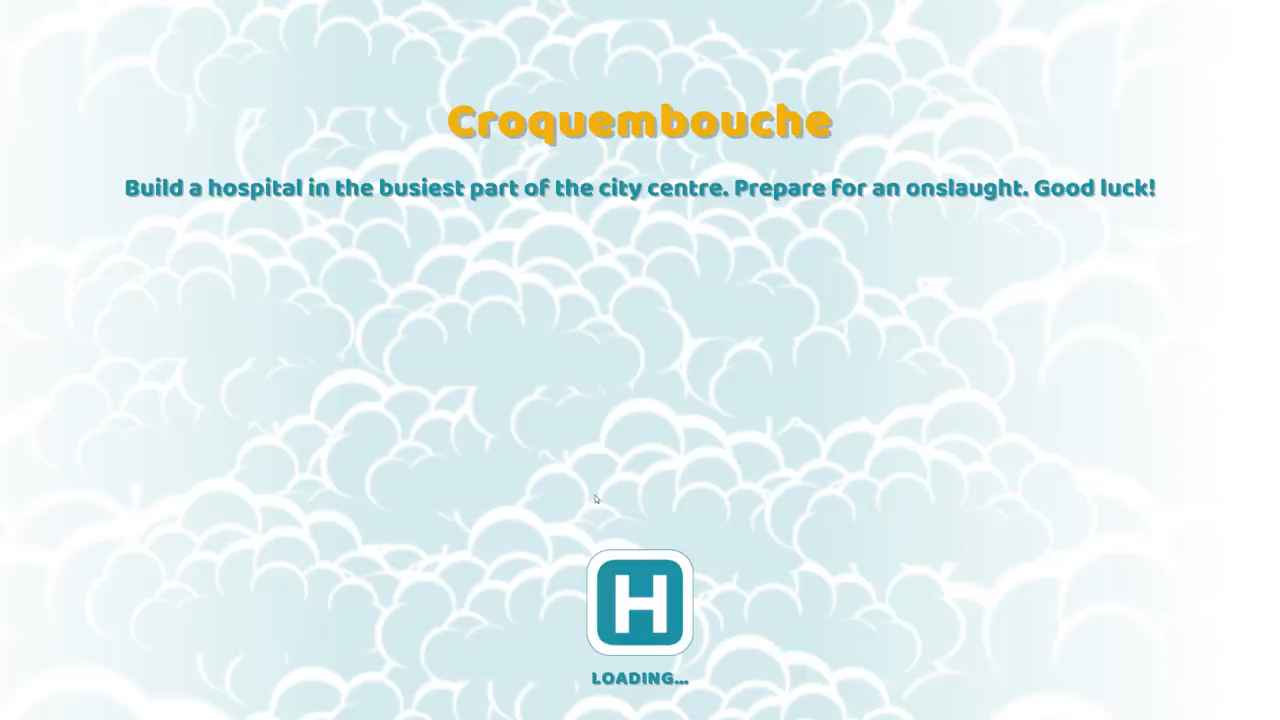 Croquembouche
Build a hospital in the busiest part of the city centre. Prepare for an onslaught. Good luck!
H
LOADING...